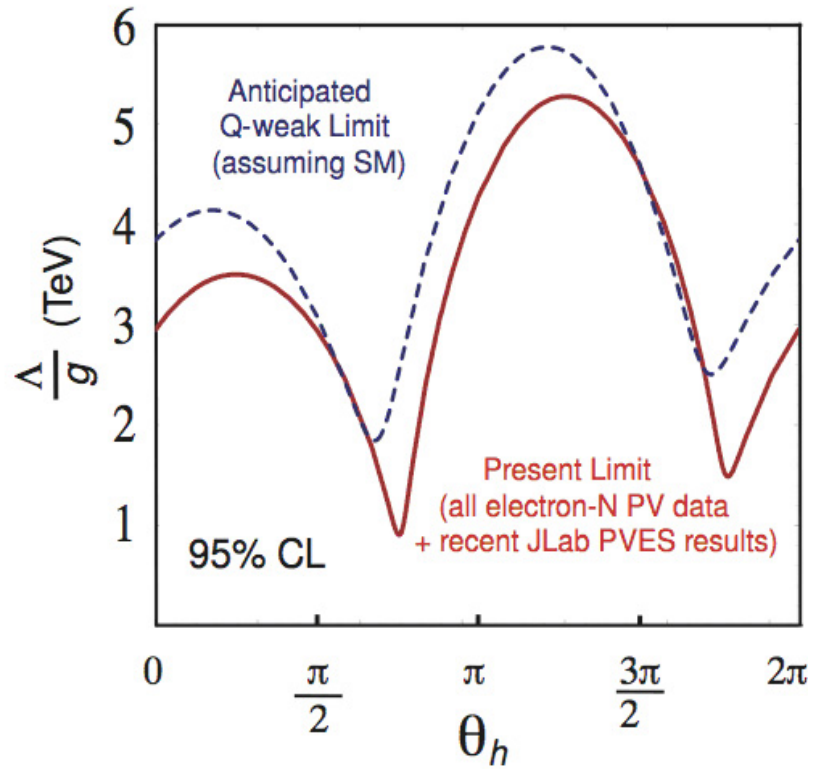 6
5
4
3
2
1
Λ
g
(TeV)
Anticipated
Q-weak Limit
(assuming SM)
Present Limit
(all electron-N PV data
+ recent JLab PVES results)
95% CL
0
π
2
π
3π
2
2π
θh